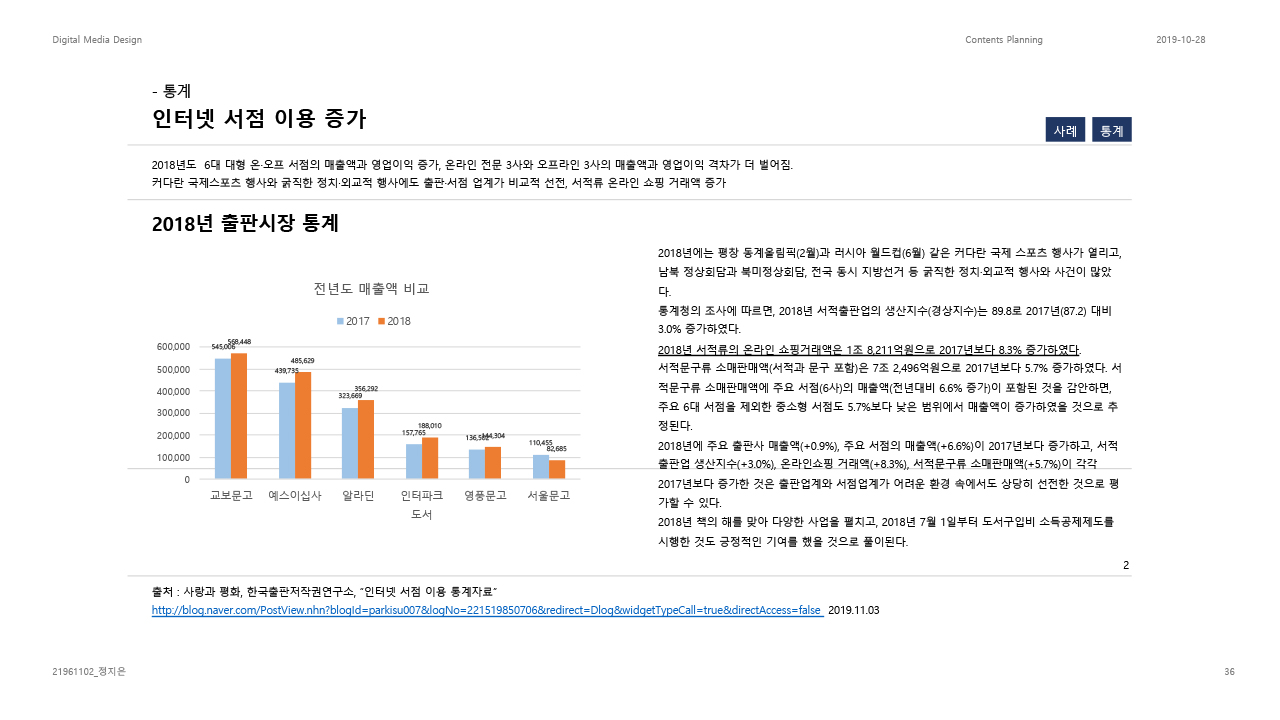 Digital Media Design
Contents Planning
2019-10-28
- 통계
인터넷 서점 이용 증가
사례
통계
2018년도 6대 대형 온·오프 서점의 매출액과 영업이익 증가, 온라인 전문 3사와 오프라인 3사의 매출액과 영업이익 격차가 더 벌어짐.
커다란 국제스포츠 행사와 굵직한 정치·외교적 행사에도 출판·서점 업계가 비교적 선전, 서적류 온라인 쇼핑 거래액 증가
2018년 출판시장 통계
전년도 매출액 비교
2017
2018
600,000
500,000
400,000
300,000
200,000
100,000
0
545,006
568,448
439,735
485,629
323,669
356,292
157,765
188,010
144,304
110,455
82,685
교보문고
예스이십사
알라딘
인터파크
도서
영풍문고
서울문고
2018년에는 평창 동계올림픽(2월)과 러시아 월드컵(6월) 같은 커다란 국제 스포츠 행사가 열리고,
남북 정상회담과 북미정상회담, 전국 동시 지방선거 등 굵직한 정치·외교적 행사와 사건이 많았
다.
통계청의 조사에 따르면, 2018년 서적출판업의 생산지수(경상지수)는 89.8로 2017년(87.2) 대비
3.0% 증가하였다.
2018년 서적류의 온라인 쇼핑거래액은 1조 8,211억원으로 2017년보다 8.3% 증가하였다.
서적문구류 소매판매액(서적과 문구 포함)은 7조 2,496억원으로 2017년보다 5.7% 증가하였다. 서
적문구류 소매판매액에 주요 서점(6사)의 매출액(전년대비 6.6% 증가)이 포함된 것을 감안하면,
주요 6대 서점을 제외한 중소형 서점도 5.7%보다 낮은 범위에서 매출액이 증가하였을 것으로 추
정된다.
2018년에 주요 출판사 매출액(+0.9%), 주요 서점의 매출액(+6.6%)이 2017년보다 증가하고, 서적
출판업 생산지수(+3.0%), 온라인쇼핑 거래액(+8.3%), 서적문구류 소매판매액(+5.7%)이 각각
2017년보다 증가한 것은 출판업계와 서점업계가 어려운 환경 속에서도 상당히 선전한 것으로 평
가할 수 있다.
2018년 책의 해를 맞아 다양한 사업을 펼치고, 2018년 7월 1일부터 도서구입비 소득공제제도를
시행한 것도 긍정적인 기여를 했을 것으로 풀이된다.
2
출처 : 사랑과 평화, 한국출판저작권연구소, “인터넷 서점 이용 통계자료”
http://blog.naver.com/PostView.nhn?blogId=parkisu007&logNo=221519850706&redirect=Dlog&widgetTypeCall=true&directAccess=false 2019.11.03
21961102_정지은
36